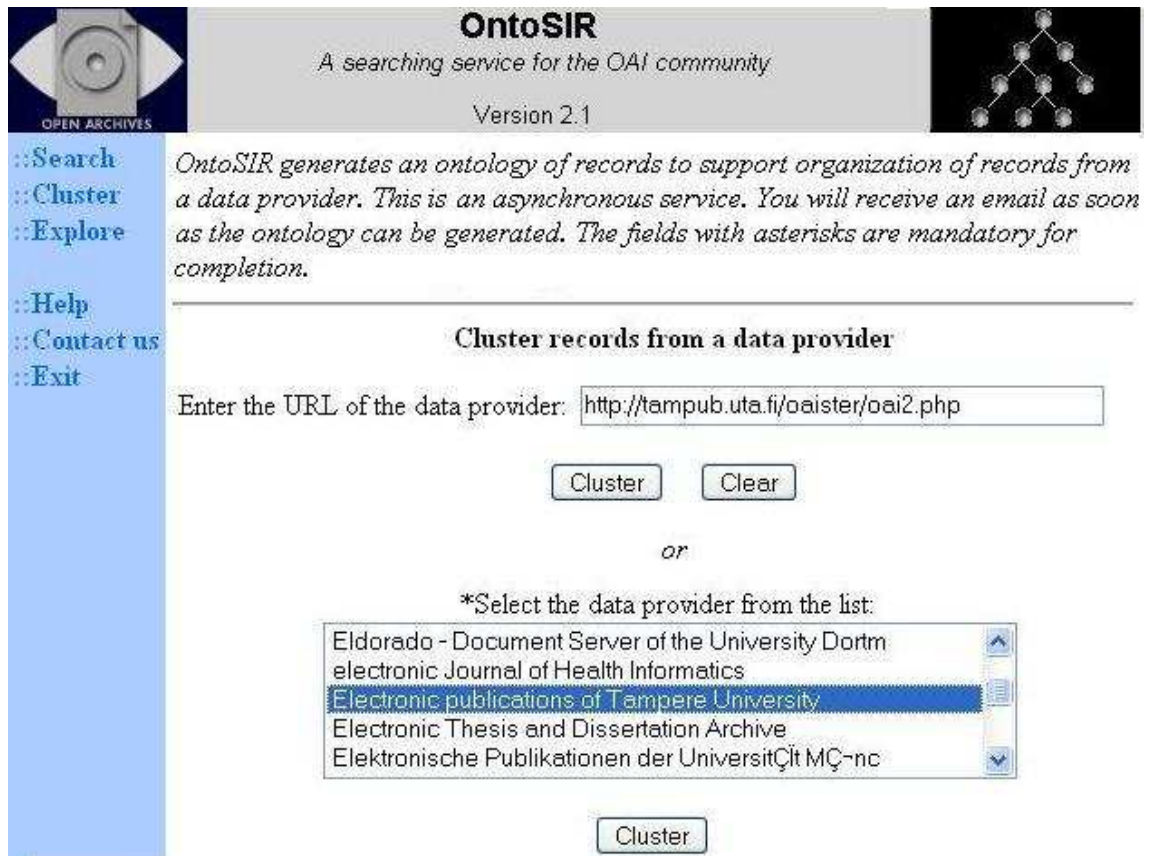 OntoSIR
A searching service for the OAI community
Version 2.1
OPEN ARCHIVES
::Search
::Cluster
::Explore
::Help
::Contact us
::Exit
OntoSIR generates an ontology of records to support organization of records from
a data provider. This is an asynchronous service. You will receive an email as soon
as the ontology can be generated. The fields with asterisks are mandatory for
completion.
Cluster records from a data provider
Enter the URL of the data provider: http://tampub.uta.fi/oaister/oai2.php
Cluster Clear
or
*Select the data provider from the list:
Eldorado - Document Server of the University Dortm
electronic Journal of Health Informatics
Electronic publications of Tampere University
Electronic Thesis and Dissertation Archive
Elektronische Publikationen der UniversitÇÏt MÇ¬nc
Cluster